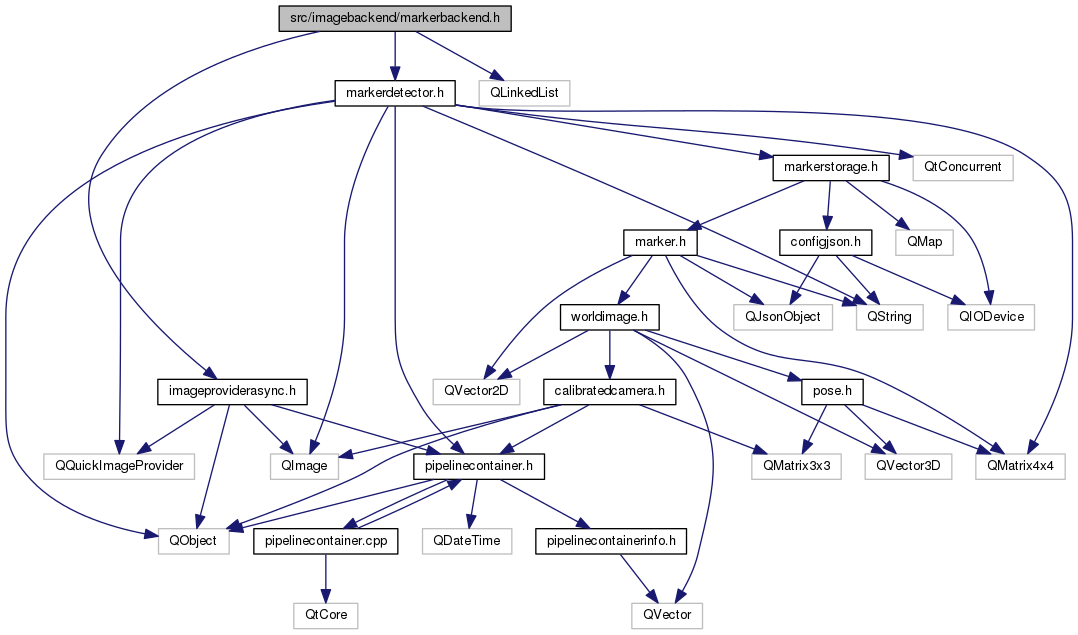 src/imagebackend/markerbackend.h
markerdetector.h
QLinkedList
markerstorage.h
QtConcurrent
marker.h
configjson.h
QMap
worldimage.h
QJsonObject
QString
QIODevice
imageproviderasync.h
QVector2D
calibratedcamera.h
pose.h
QQuickImageProvider
QImage
pipelinecontainer.h
QMatrix3x3
QVector3D
QMatrix4x4
QObject
pipelinecontainer.cpp
QDateTime
pipelinecontainerinfo.h
QtCore
QVector